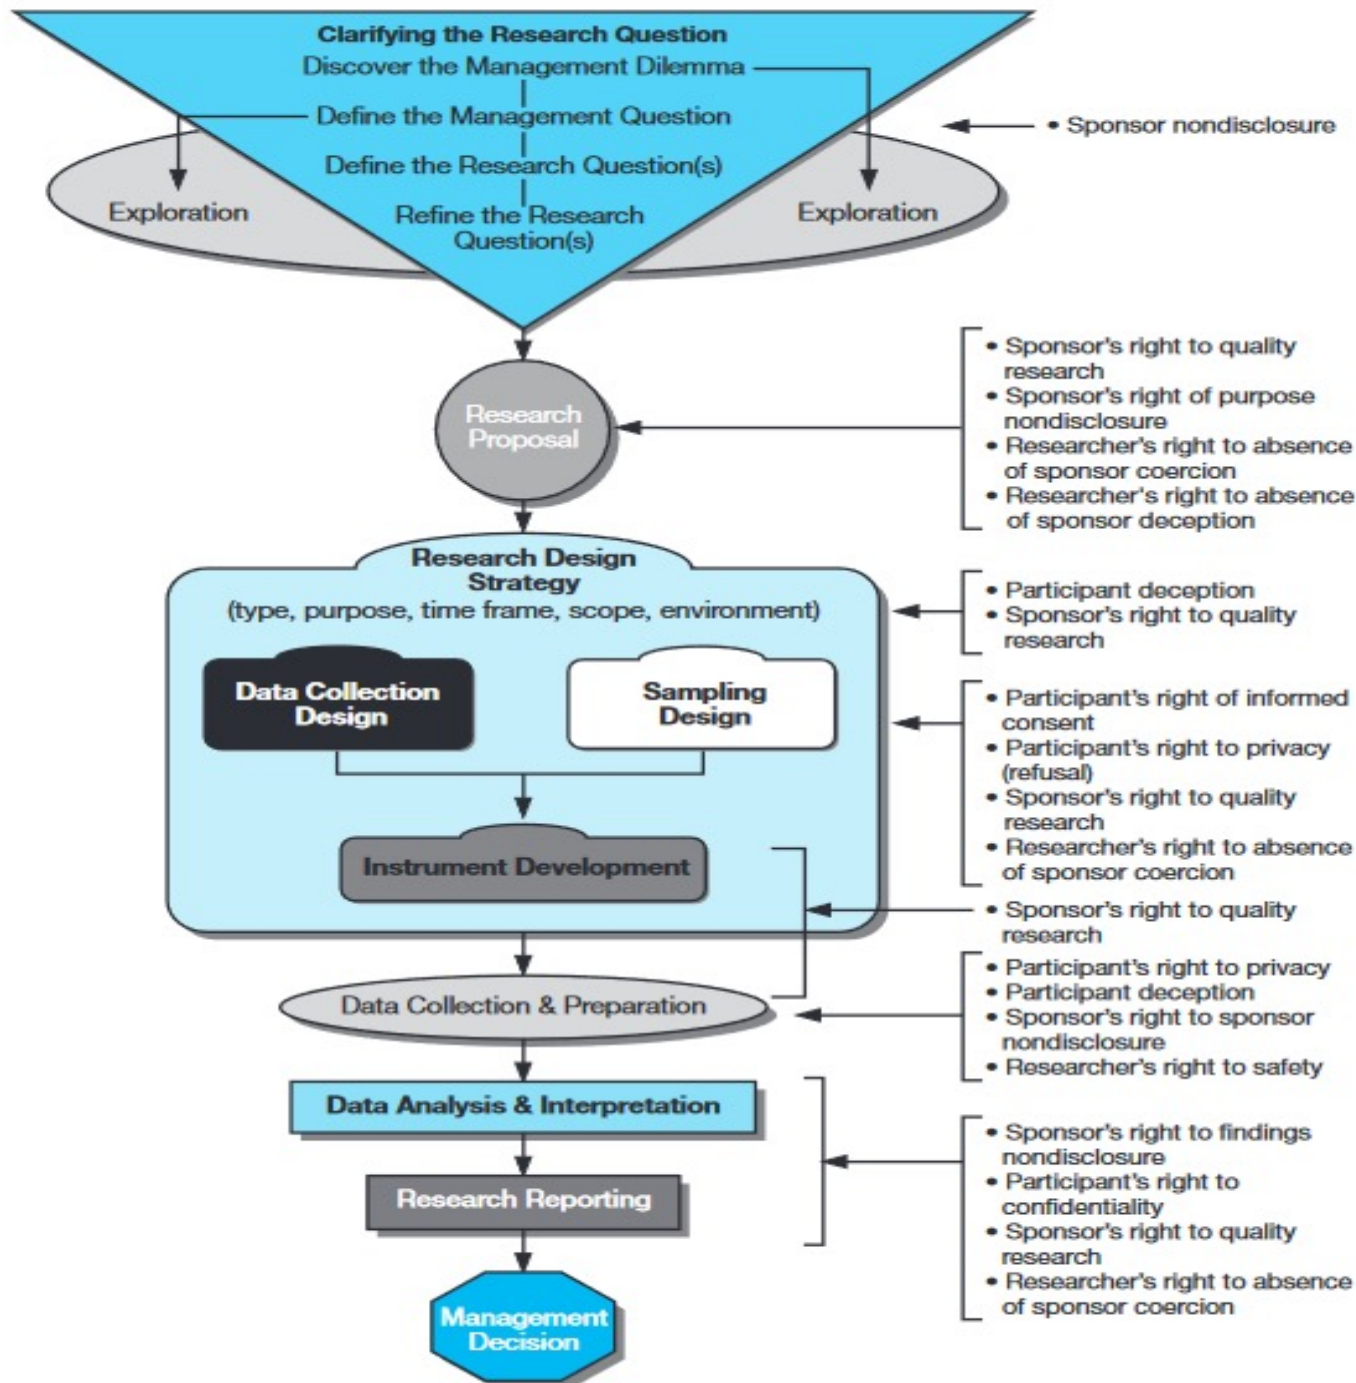 Clarifying the Research Question
Discover the Management Dilemma
Define the Management Question
• Sponsor nondisclosure
Define the Research Question(s)
Exploration
Refine the Research
Question(s)
Exploration
Research
Proposal
• Sponsor's right to quality
research
• Sponsor's right of purpose
nondisclosure
• Researcher's right to absence
of sponsor coercion
• Researcher's right to absence
of sponsor deception
Research Design
Strategy
(type, purpose, time frame, scope, environment)
• Participant deception
• Sponsor's right to quality
research
Data Collection
Design
Sampling
Design
• Participant's right of informed
consent
• Participant's right to privacy
(refusal)
• Sponsor's right to quality
research
• Researcher's right to absence
of sponsor coercion
Instrument Development
• Sponsor's right to quality
research
Data Collection & Preparation
• Participant's right to privacy
• Participant deception
• Sponsor's right to sponsor
nondisclosure
• Researcher's right to safety
Data Analysis & Interpretation
Research Reporting
• Sponsor's right to findings
nondisclosure
• Participant's right to
confidentiality
• Sponsor's right to quality
research
• Researcher's right to absence
of sponsor coercion
Management
Decision